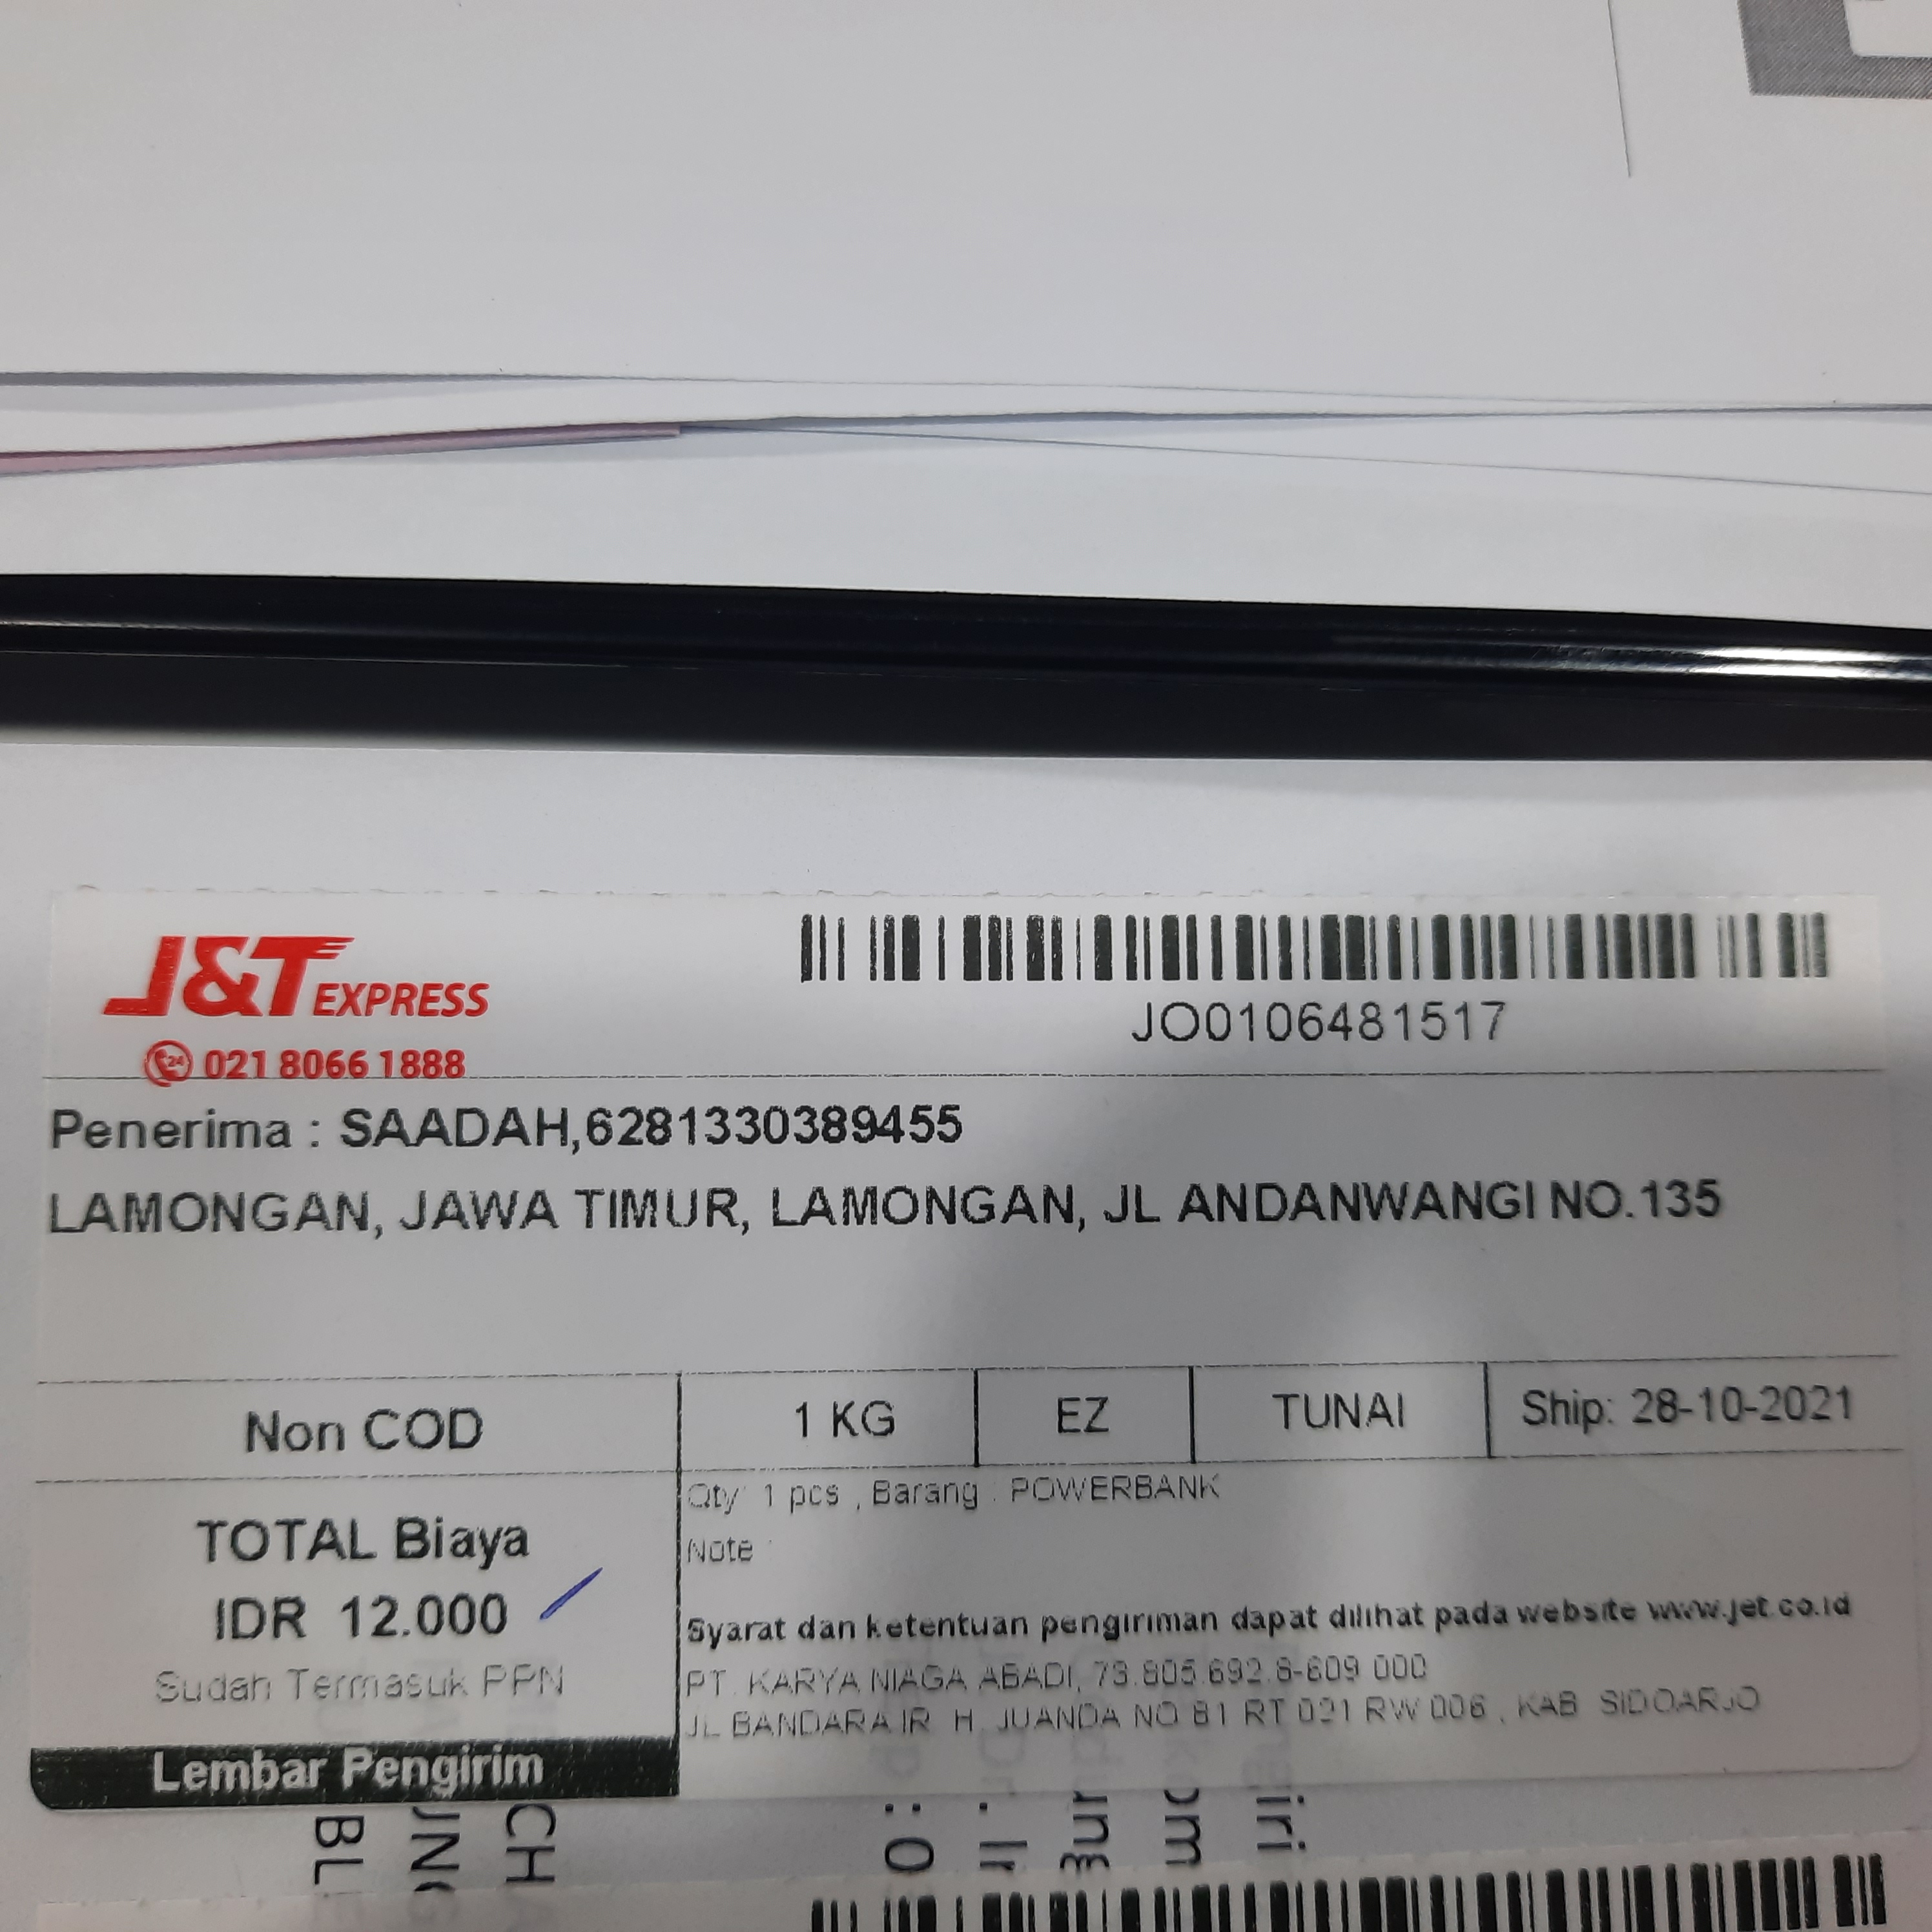 J&T EXPRESS
021 8066 1888
JO0106481517
Penerima : SAADAH,6281330389455
LAMONGAN, JAWA TIMUR, LAMONGAN, JL ANDANWANGI NO.135
Non COD
1 KG
EZ
TUNAI
Ship: 28-10-2021
TOTAL Biaya
IDR 12.000
Sudah Termasuk PPN
Lembar Pengirim
Qty: 1 pcs , Barang : POWERBANK
Note :
Syarat dan ketentuan pengiriman dapat dilihat pada website www.jet.co.id
PT. KARYA NIAGA ABADI, 73.805.692.8-609.000
JL BANDARA IR H JUANDA NO 81 RT 021 RW 006 , KAB SIDOARJO